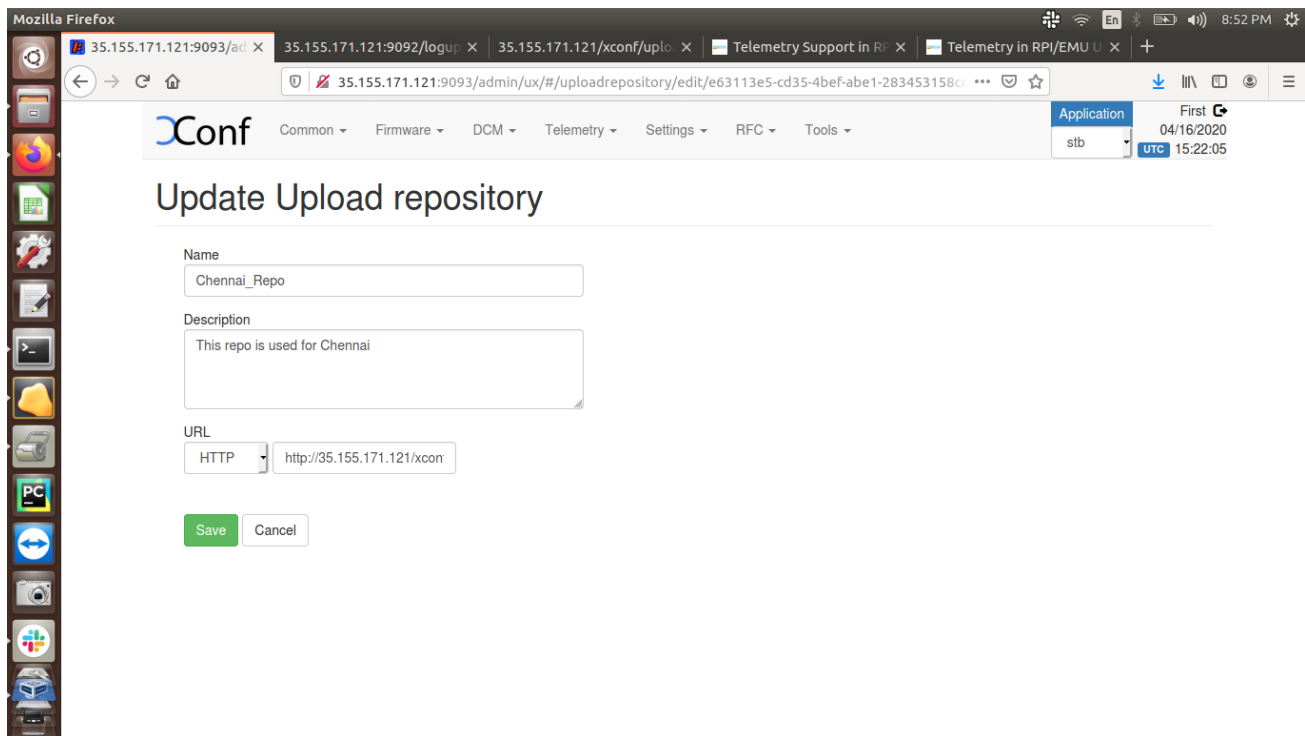 Mozilla Firefox
En
8:52 PM
35.155.171.121:9093/ad
35.155.171.121:9092/logup
35.155.171.121/xconf/uplo
Telemetry Support in RP
Telemetry in RPI/EMU U
35.155.171.121:9093/admin/ux/#/uploadrepository/edit/e63113e5-cd35-4bef-abe1-283453158c
XConf
Common
Firmware
DCM
Telemetry
Settings
RFC
Tools
Application
stb
First
04/16/2020
UTC 15:22:05
Update Upload repository
Name
Chennai_Repo
Description
This repo is used for Chennai
URL
HTTP
http://35.155.171.121/xcon
Save
Cancel
PC